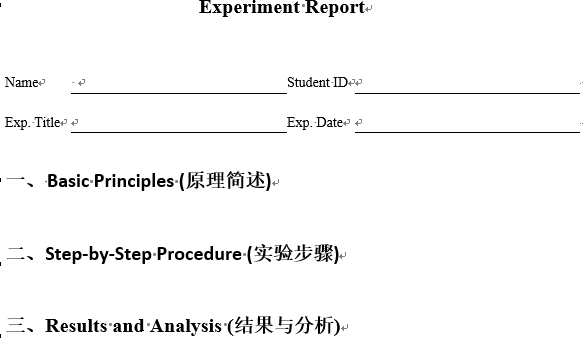 Experiment Report
Name Student ID
Exp. Title Exp. Date
一、Basic Principles (原理简述)
二、Step-by-Step Procedure (实验步骤)
三、Results and Analysis (结果与分析)